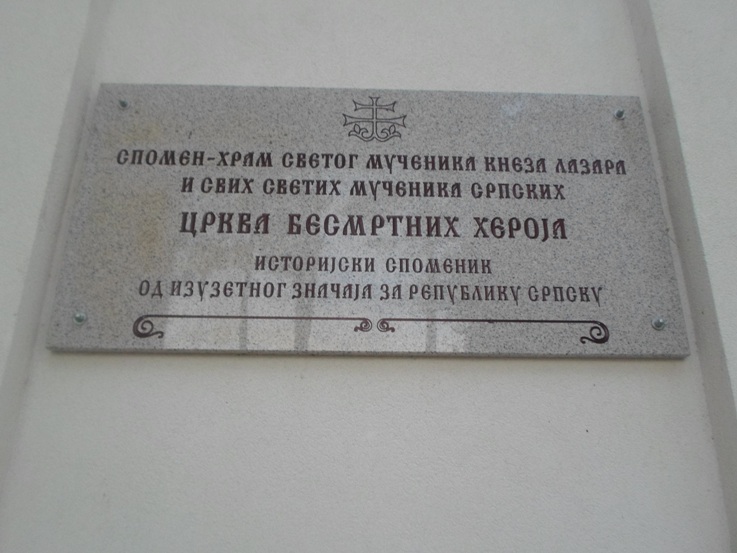 СПОМЕН-ХРАМ СВЕТОГ МУЧЕНИКА КНЕЗА ЛАЗАРА
И СВИХ СВЕТИХ МУЧЕНИКА СРПСКИХ
ЦРКВА БЕСМРТНИХ ХЕРОЈА
ИСТОРИЈСКИ СПОМЕНИК
ОД ИЗУЗЕТНОГ ЗНАЧАЈА ЗА РЕПУБЛИКУ СРПСКУ